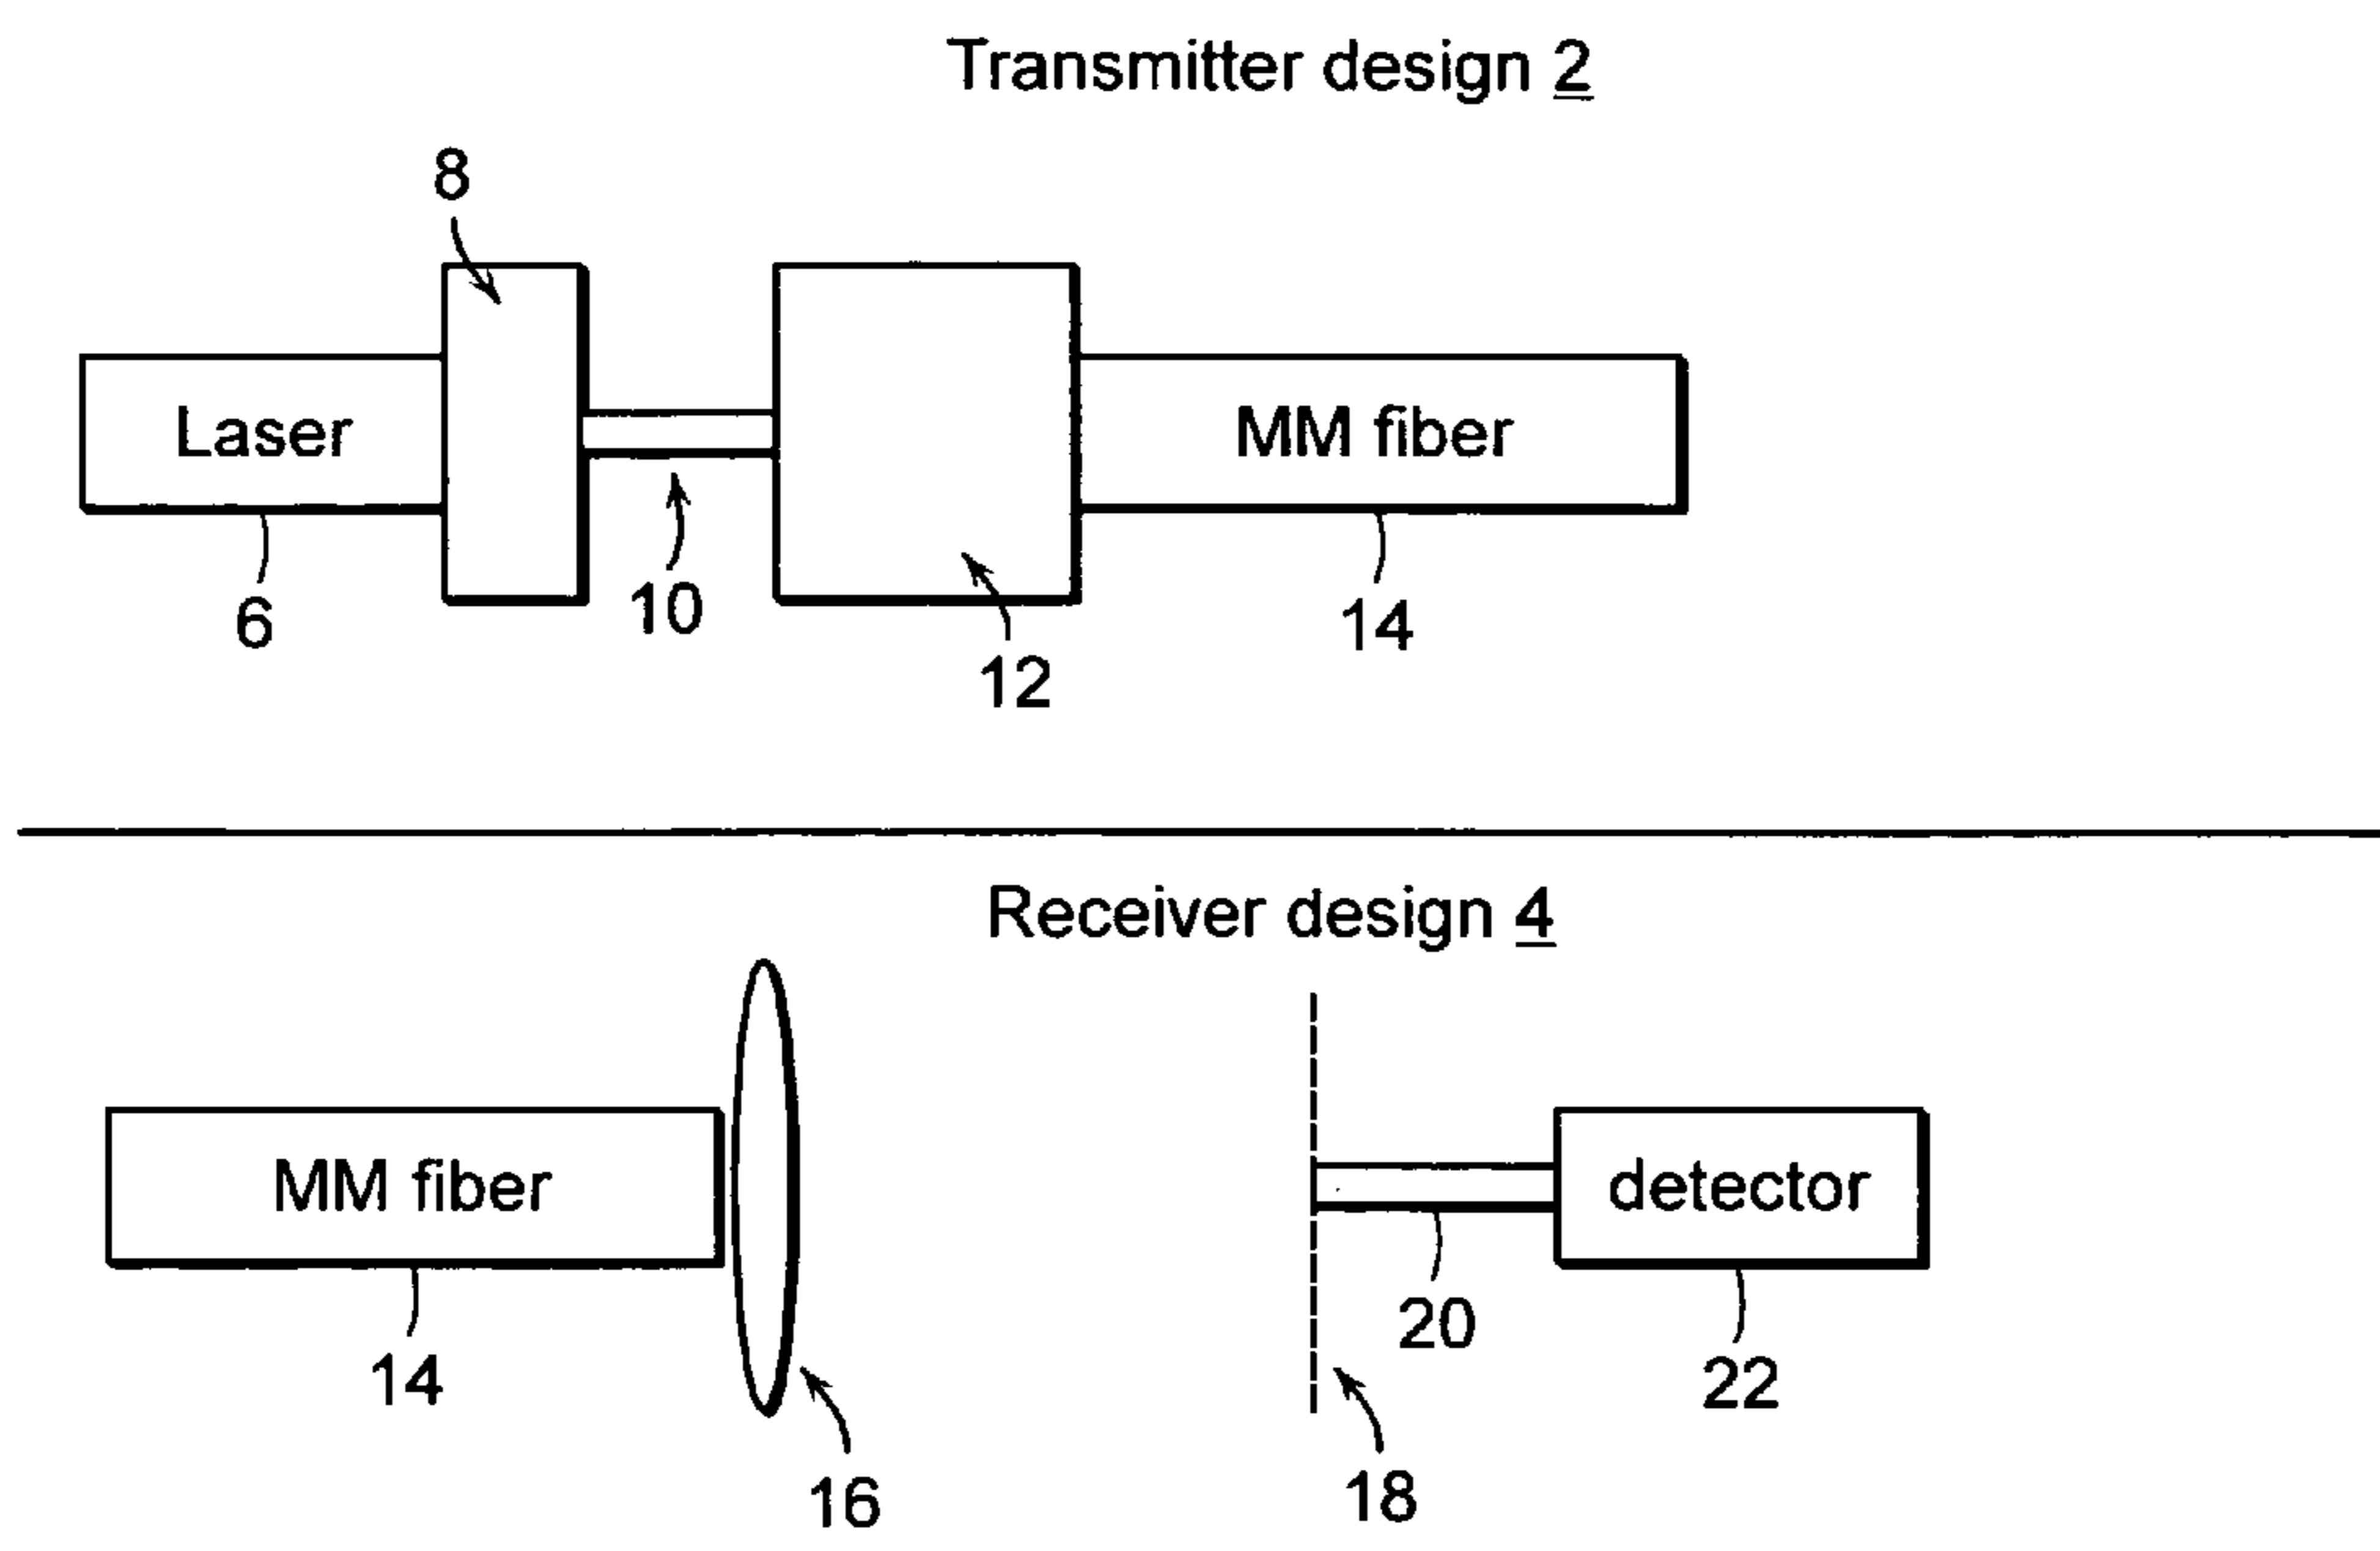 Transmitter design 2
8
Laser
MM fiber
6
10
12
14
Receiver design 4
MM fiber
detector
14
20
22
16
18